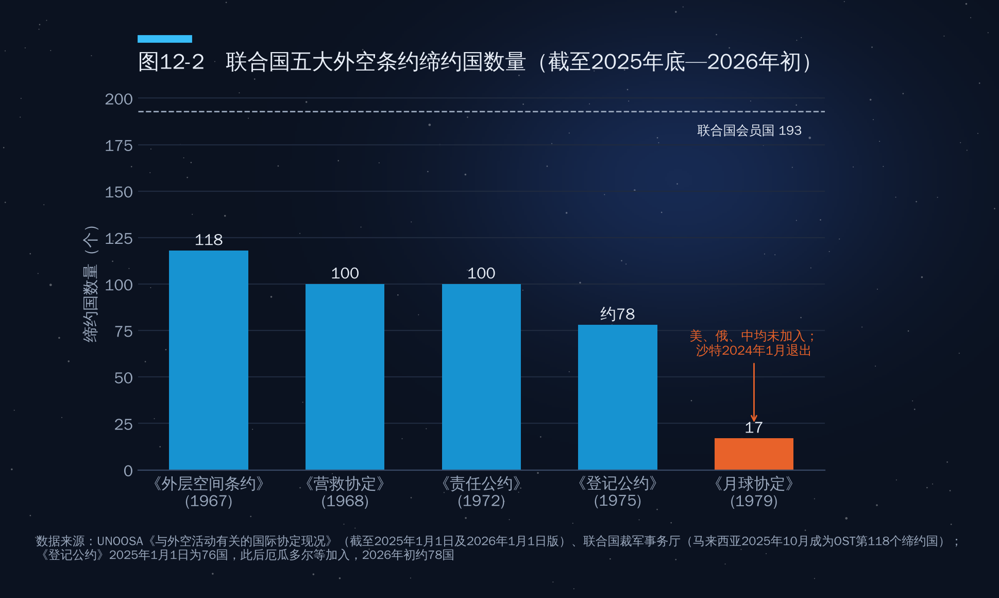 图12-2 联合国五大外空条约缔约国数量（截至2025年底—2026年初）
缔约国数量（个）
200
175
150
125
100
75
50
25
0
联合国会员国 193
118
100
100
约78
美、俄、中均未加入；
沙特2024年1月退出
17
《外层空间条约》
(1967)
《营救协定》
(1968)
《责任公约》
(1972)
《登记公约》
(1975)
《月球协定》
(1979)
数据来源：UNOOSA《与外空活动有关的国际协定现况》（截至2025年1月1日及2026年1月1日版）、联合国裁军事务厅（马来西亚2025年10月成为OST第118个缔约国）；
《登记公约》2025年1月1日为76国，此后厄瓜多尔等加入，2026年初约78国